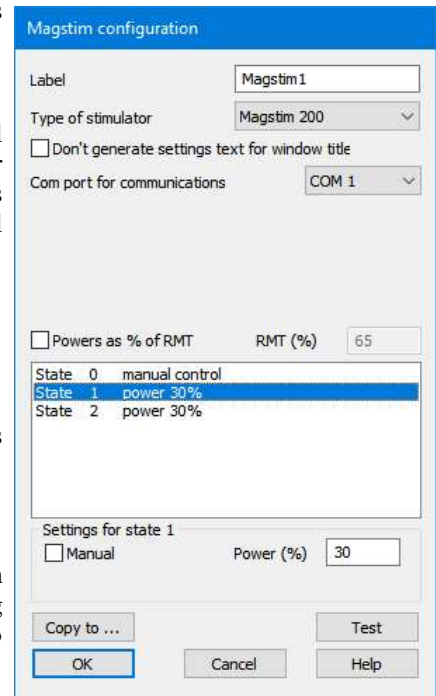 Magstim configuration
Label Magstim1
Type of stimulator Magstim 200
Don't generate settings text for window title
Com port for communications COM 1
Powers as % of RMT RMT (%) 65
State 0 manual control
State 1 power 30%
State 2 power 30%
Settings for state 1
Manual Power (%) 30
Copy to ... Test
OK Cancel Help